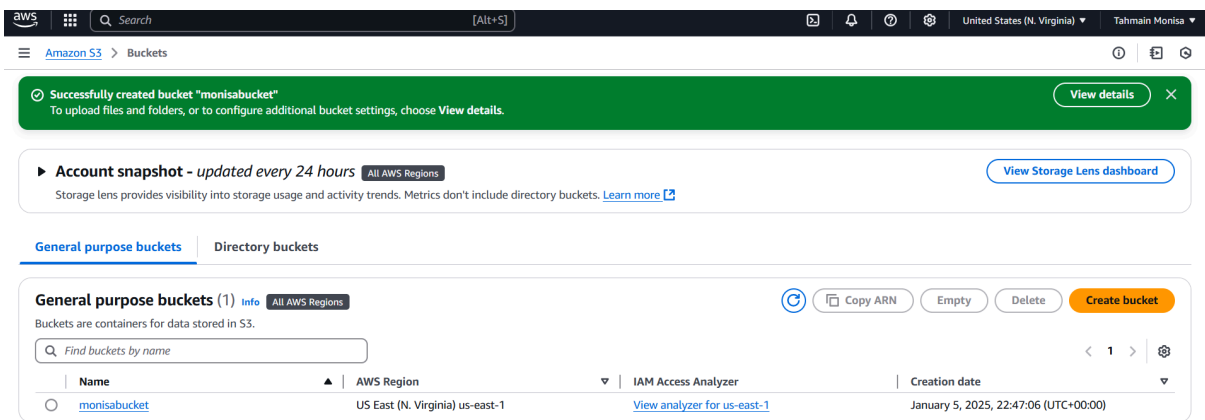 aws Search [Alt+S] United States (N. Virginia) Tahmain Monisa
Amazon S3 > Buckets
Successfully created bucket "monisabucket"
To upload files and folders, or to configure additional bucket settings, choose View details.
View details
Account snapshot - updated every 24 hours All AWS Regions
Storage lens provides visibility into storage usage and activity trends. Metrics don't include directory buckets. Learn more
View Storage Lens dashboard
General purpose buckets Directory buckets
General purpose buckets (1) Info All AWS Regions
Copy ARN Empty Delete Create bucket
Buckets are containers for data stored in S3.
Find buckets by name
< 1 >
Name AWS Region IAM Access Analyzer Creation date
monisabucket US East (N. Virginia) us-east-1 View analyzer for us-east-1 January 5, 2025, 22:47:06 (UTC+00:00)